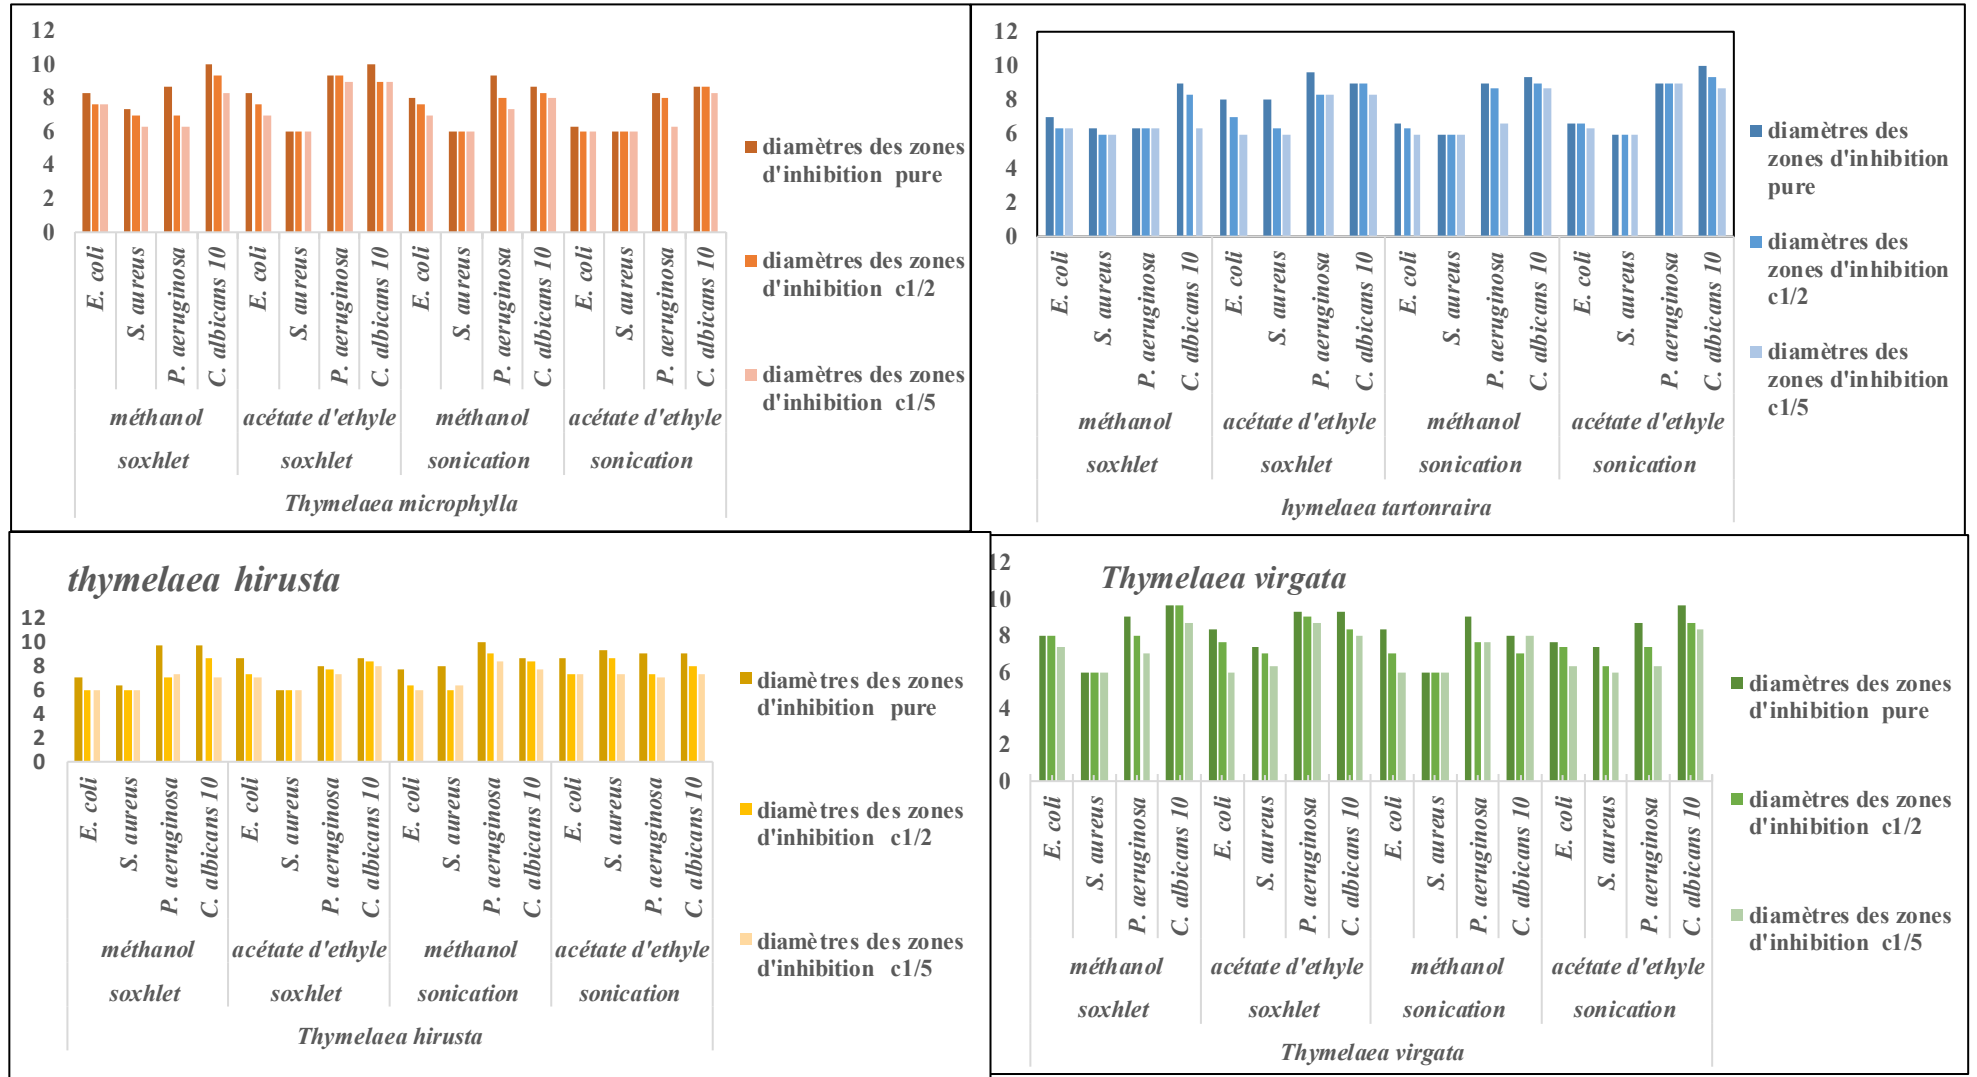 12
10
8
6
4
2
0
E. coli
S. aureus
P. aeruginosa
C. albicans 10
E. coli
S. aureus
P. aeruginosa
C. albicans 10
E. coli
S. aureus
P. aeruginosa
C. albicans 10
E. coli
S. aureus
P. aeruginosa
C. albicans 10
méthanol
acétate d'ethyle
méthanol
acétate d'ethyle
soxhlet
soxhlet
sonication
sonication
Thymelaea microphylla
diamètres des zones
d'inhibition pure
diamètres des zones
d'inhibition c1/2
diamètres des zones
d'inhibition c1/5
12
10
8
6
4
2
0
E. coli
S. aureus
P. aeruginosa
C. albicans 10
E. coli
S. aureus
P. aeruginosa
C. albicans 10
E. coli
S. aureus
P. aeruginosa
C. albicans 10
E. coli
S. aureus
P. aeruginosa
C. albicans 10
méthanol
acétate d'ethyle
méthanol
acétate d'ethyle
soxhlet
soxhlet
sonication
sonication
hymelaea tartonraira
diamètres des
zones d'inhibition
pure
diamètres des
zones d'inhibition
c1/2
diamètres des
zones d'inhibition
c1/5
thymelaea hirusta
12
10
8
6
4
2
0
E. coli
S. aureus
P. aeruginosa
C. albicans 10
E. coli
S. aureus
P. aeruginosa
C. albicans 10
E. coli
S. aureus
P. aeruginosa
C. albicans 10
E. coli
S. aureus
P. aeruginosa
C. albicans 10
méthanol
acétate d'ethyle
méthanol
acétate d'ethyle
soxhlet
soxhlet
sonication
sonication
Thymelaea hirusta
diamètres des zones
d'inhibition pure
diamètres des zones
d'inhibition c1/2
diamètres des zones
d'inhibition c1/5
Thymelaea virgata
12
10
8
6
4
2
0
E. coli
S. aureus
P. aeruginosa
C. albicans 10
E. coli
S. aureus
P. aeruginosa
C. albicans 10
E. coli
S. aureus
P. aeruginosa
C. albicans 10
E. coli
S. aureus
P. aeruginosa
C. albicans 10
méthanol
acétate d'ethyle
méthanol
acétate d'ethyle
soxhlet
soxhlet
sonication
sonication
Thymelaea virgata
diamètres des zones
d'inhibition pure
diamètres des zones
d'inhibition c1/2
diamètres des zones
d'inhibition c1/5